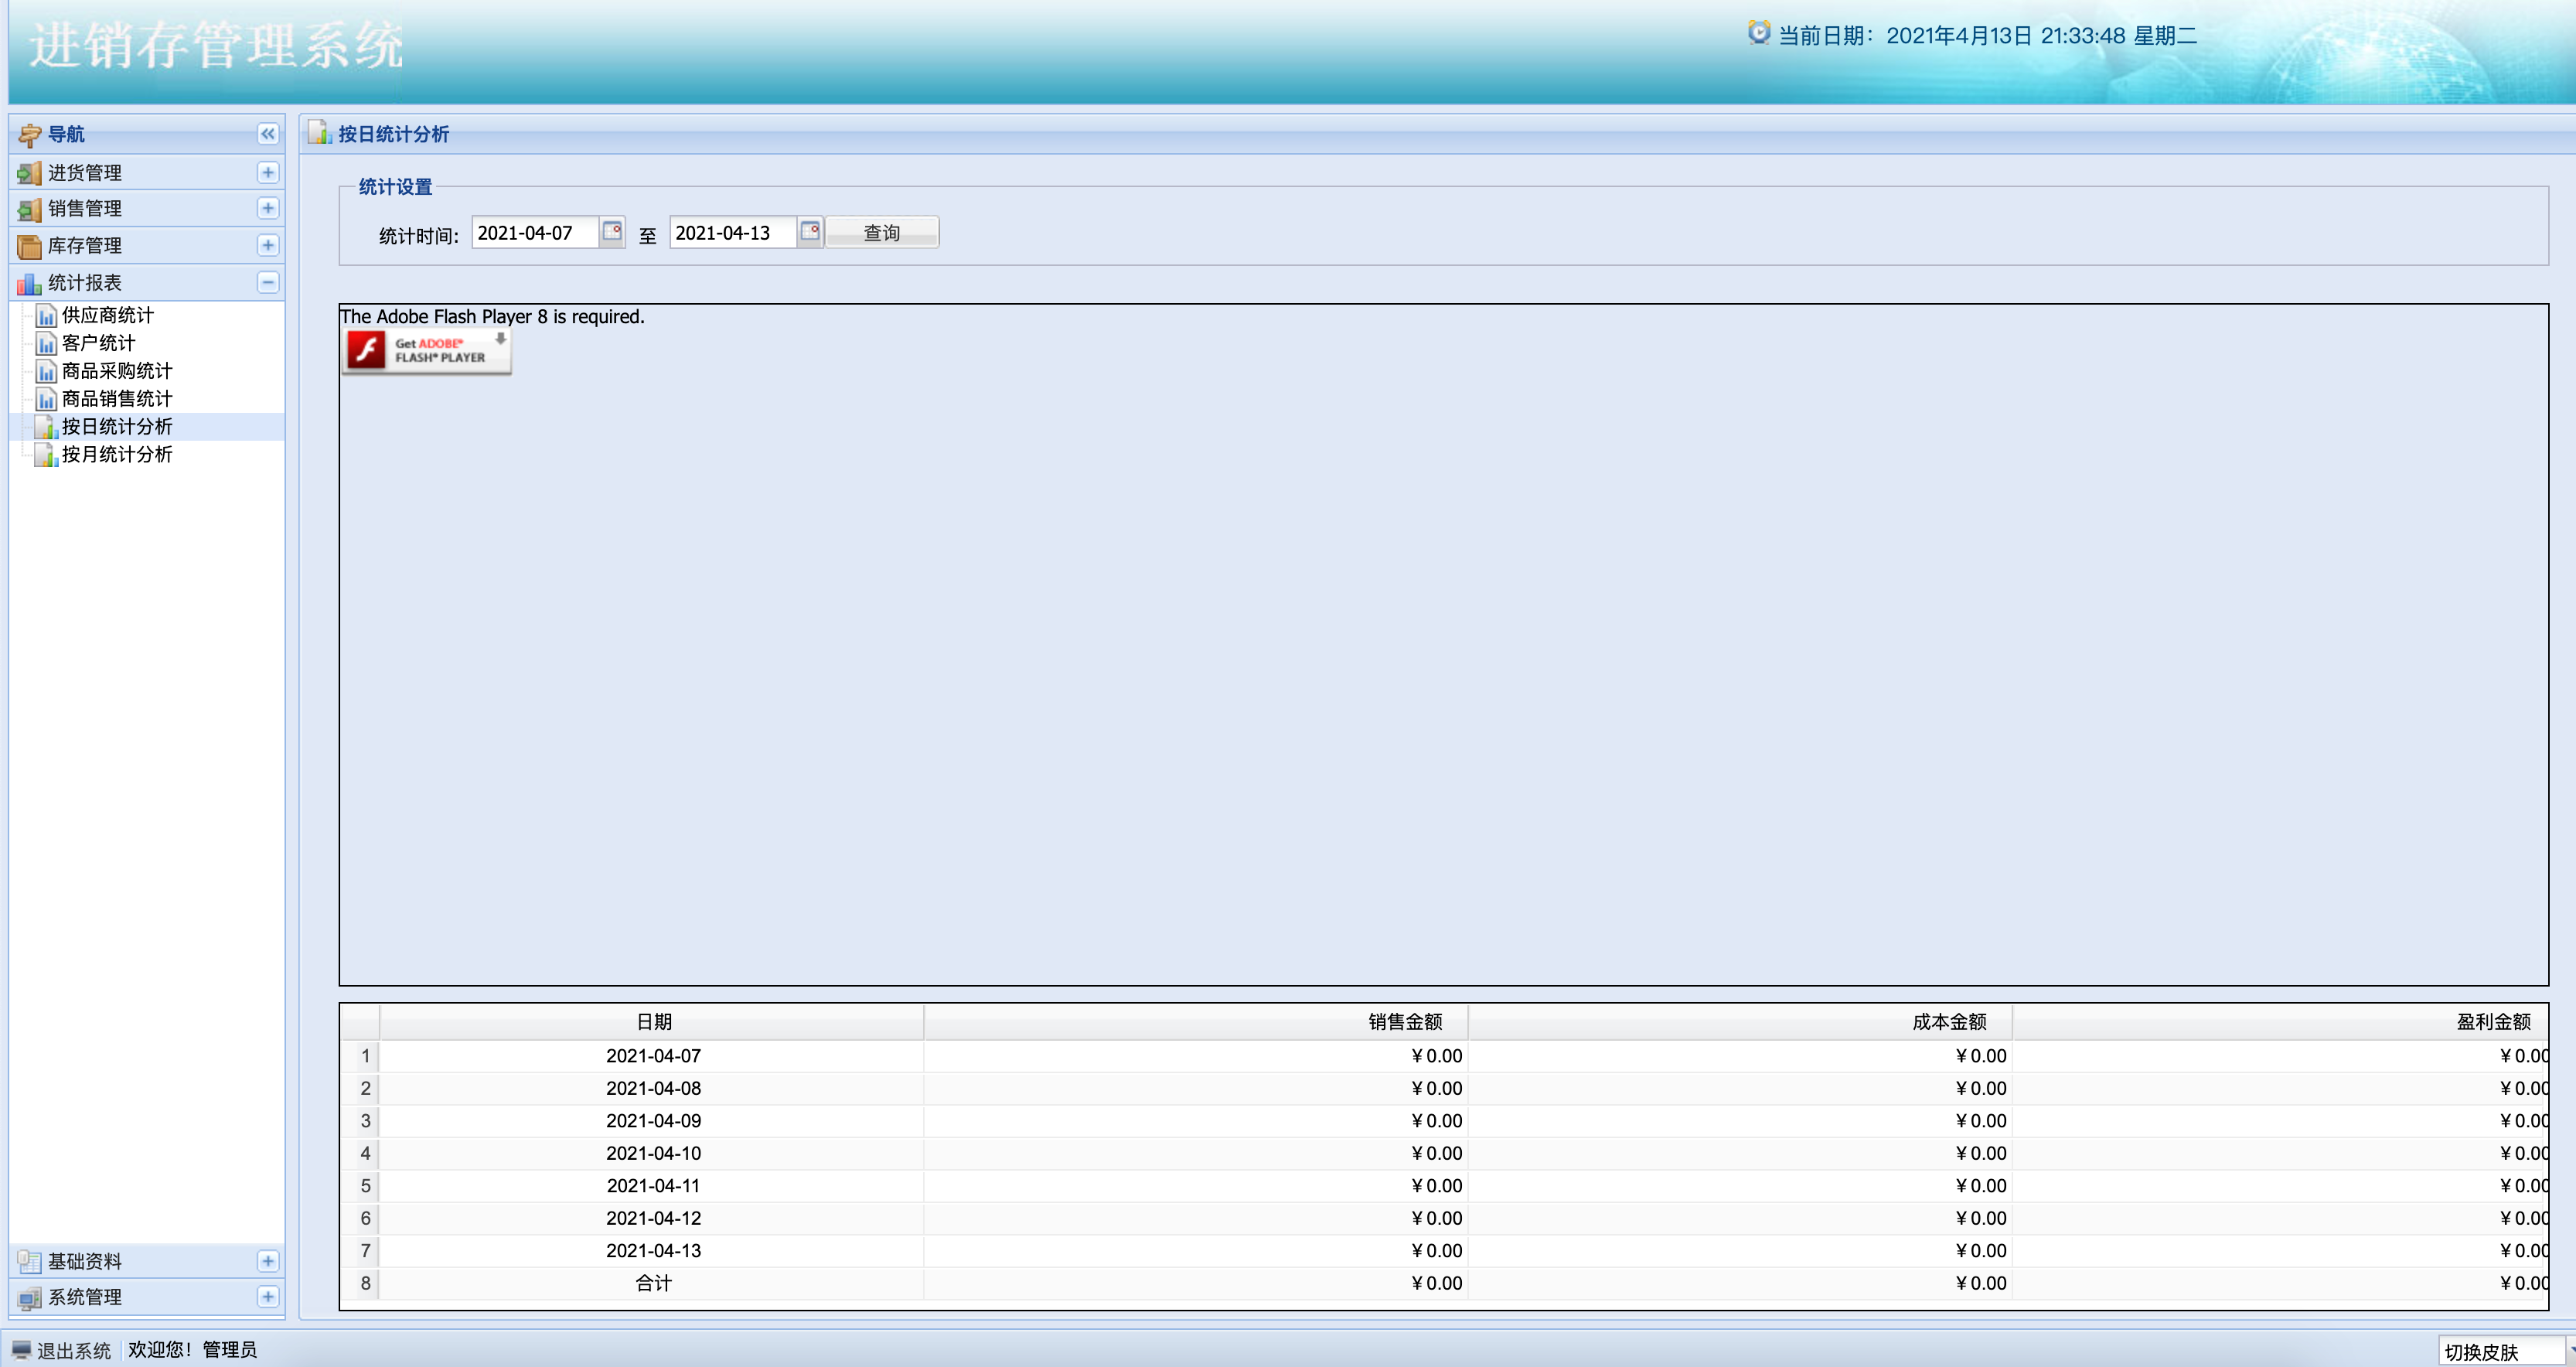 进销存管理系统
当前日期：2021年4月13日 21:33:48 星期二
导航
进货管理
销售管理
库存管理
统计报表
供应商统计
客户统计
商品采购统计
商品销售统计
按日统计分析
按月统计分析
基础资料
系统管理
按日统计分析
统计设置
统计时间: 2021-04-07 至 2021-04-13 查询
The Adobe Flash Player 8 is required.
Get ADOBE®
FLASH® PLAYER
日期 销售金额 成本金额 盈利金额
1 2021-04-07 ￥0.00 ￥0.00 ￥0.00
2 2021-04-08 ￥0.00 ￥0.00 ￥0.00
3 2021-04-09 ￥0.00 ￥0.00 ￥0.00
4 2021-04-10 ￥0.00 ￥0.00 ￥0.00
5 2021-04-11 ￥0.00 ￥0.00 ￥0.00
6 2021-04-12 ￥0.00 ￥0.00 ￥0.00
7 2021-04-13 ￥0.00 ￥0.00 ￥0.00
8 合计 ￥0.00 ￥0.00 ￥0.00
退出系统 欢迎您！管理员 切换皮肤